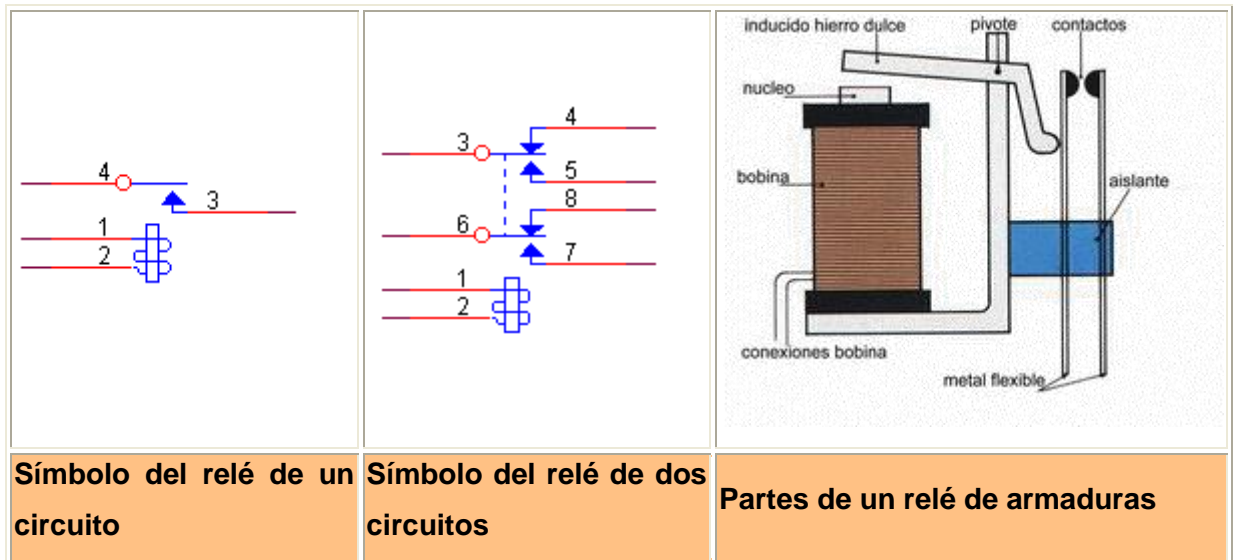 4
3
1
2
3
4
5
8
6
7
1
2
inducido hierro dulce
pivote
contactos
nucleo
bobina
aislante
conexiones bobina
metal flexible
Símbolo del relé de un
circuito
Símbolo del relé de dos
circuitos
Partes de un relé de armaduras